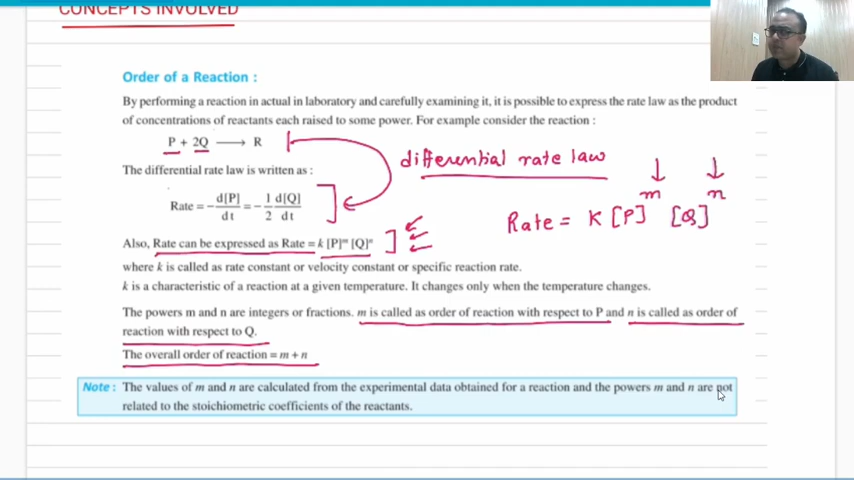 CONCEPTS INVOLVED
Order of a Reaction :
By performing a reaction in actual in laboratory and carefully examining it, it is possible to express the rate law as the product
of concentrations of reactants each raised to some power. For example consider the reaction :
P + 2Q ⟶ R
differential rate law
The differential rate law is written as :
Rate = -d[P]/dt = -1/2 d[Q]/dt
Rate = K [P]^m [Q]^n
Also, Rate can be expressed as Rate = k [P]^m [Q]^n
where k is called as rate constant or velocity constant or specific reaction rate.
k is a characteristic of a reaction at a given temperature. It changes only when the temperature changes.
The powers m and n are integers or fractions. m is called as order of reaction with respect to P and n is called as order of
reaction with respect to Q.
The overall order of reaction = m + n
Note : The values of m and n are calculated from the experimental data obtained for a reaction and the powers m and n are not
related to the stoichiometric coefficients of the reactants.